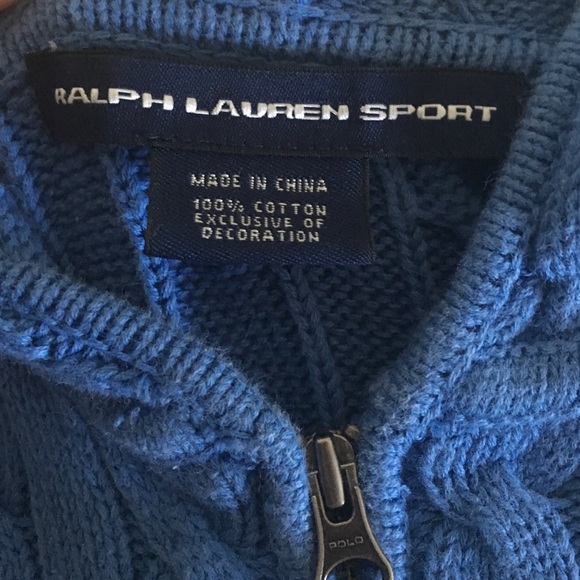 RALPH LAUREN SPORT
MADE IN CHINA
100% COTTON
EXCLUSIVE OF
DECORATION
POLO